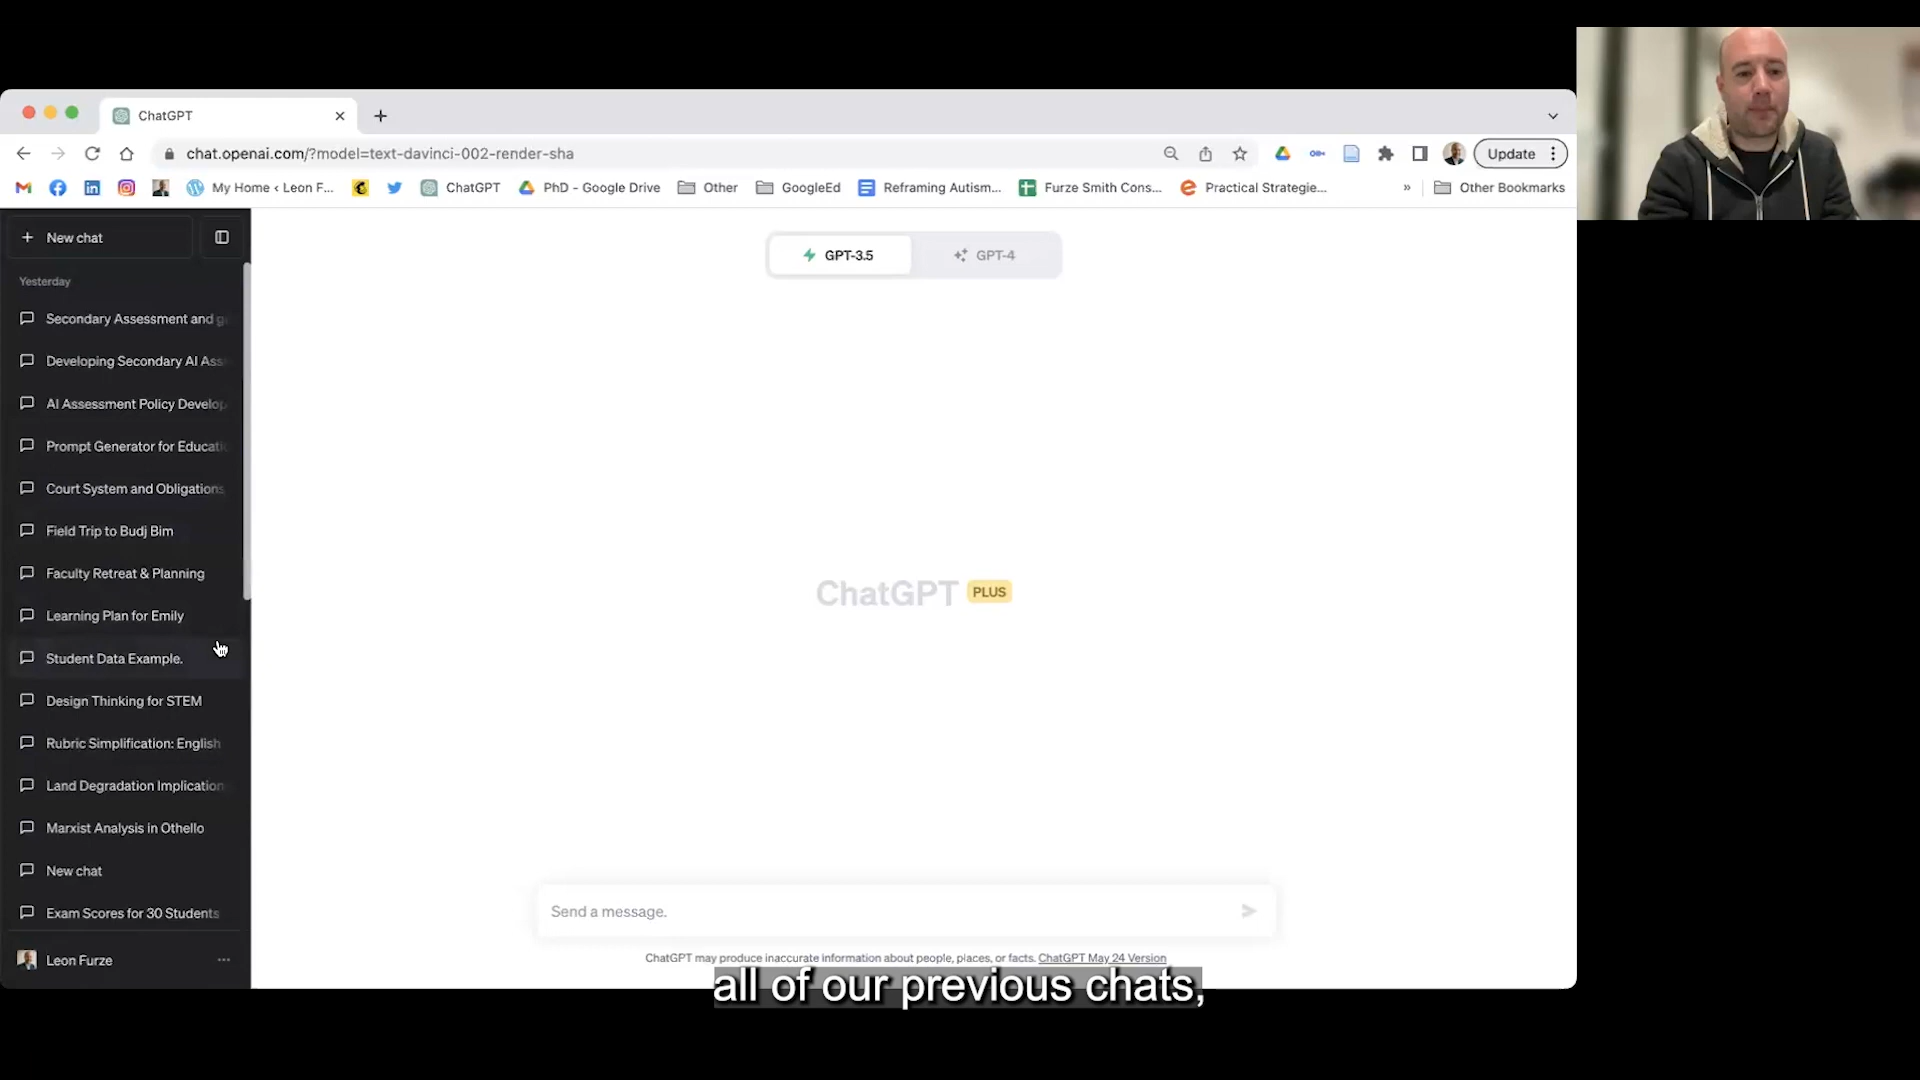 ChatGPT
chat.openai.com/?model=text-davinci-002-render-sha
Update
My Home < Leon F...
ChatGPT
PhD - Google Drive
Other
GoogleEd
Reframing Autism...
Furze Smith Cons...
Practical Strategie...
»
Other Bookmarks
+ New chat
Yesterday
Secondary Assessment and g
Developing Secondary AI Ass
AI Assessment Policy Develop
Prompt Generator for Educati
Court System and Obligations
Field Trip to Budj Bim
Faculty Retreat & Planning
Learning Plan for Emily
Student Data Example.
Design Thinking for STEM
Rubric Simplification: English
Land Degradation Implication
Marxist Analysis in Othello
New chat
Exam Scores for 30 Students
Leon Furze
GPT-3.5
GPT-4
ChatGPT PLUS
Send a message.
ChatGPT may produce inaccurate information about people, places, or facts. ChatGPT May 24 Version
all of our previous chats,